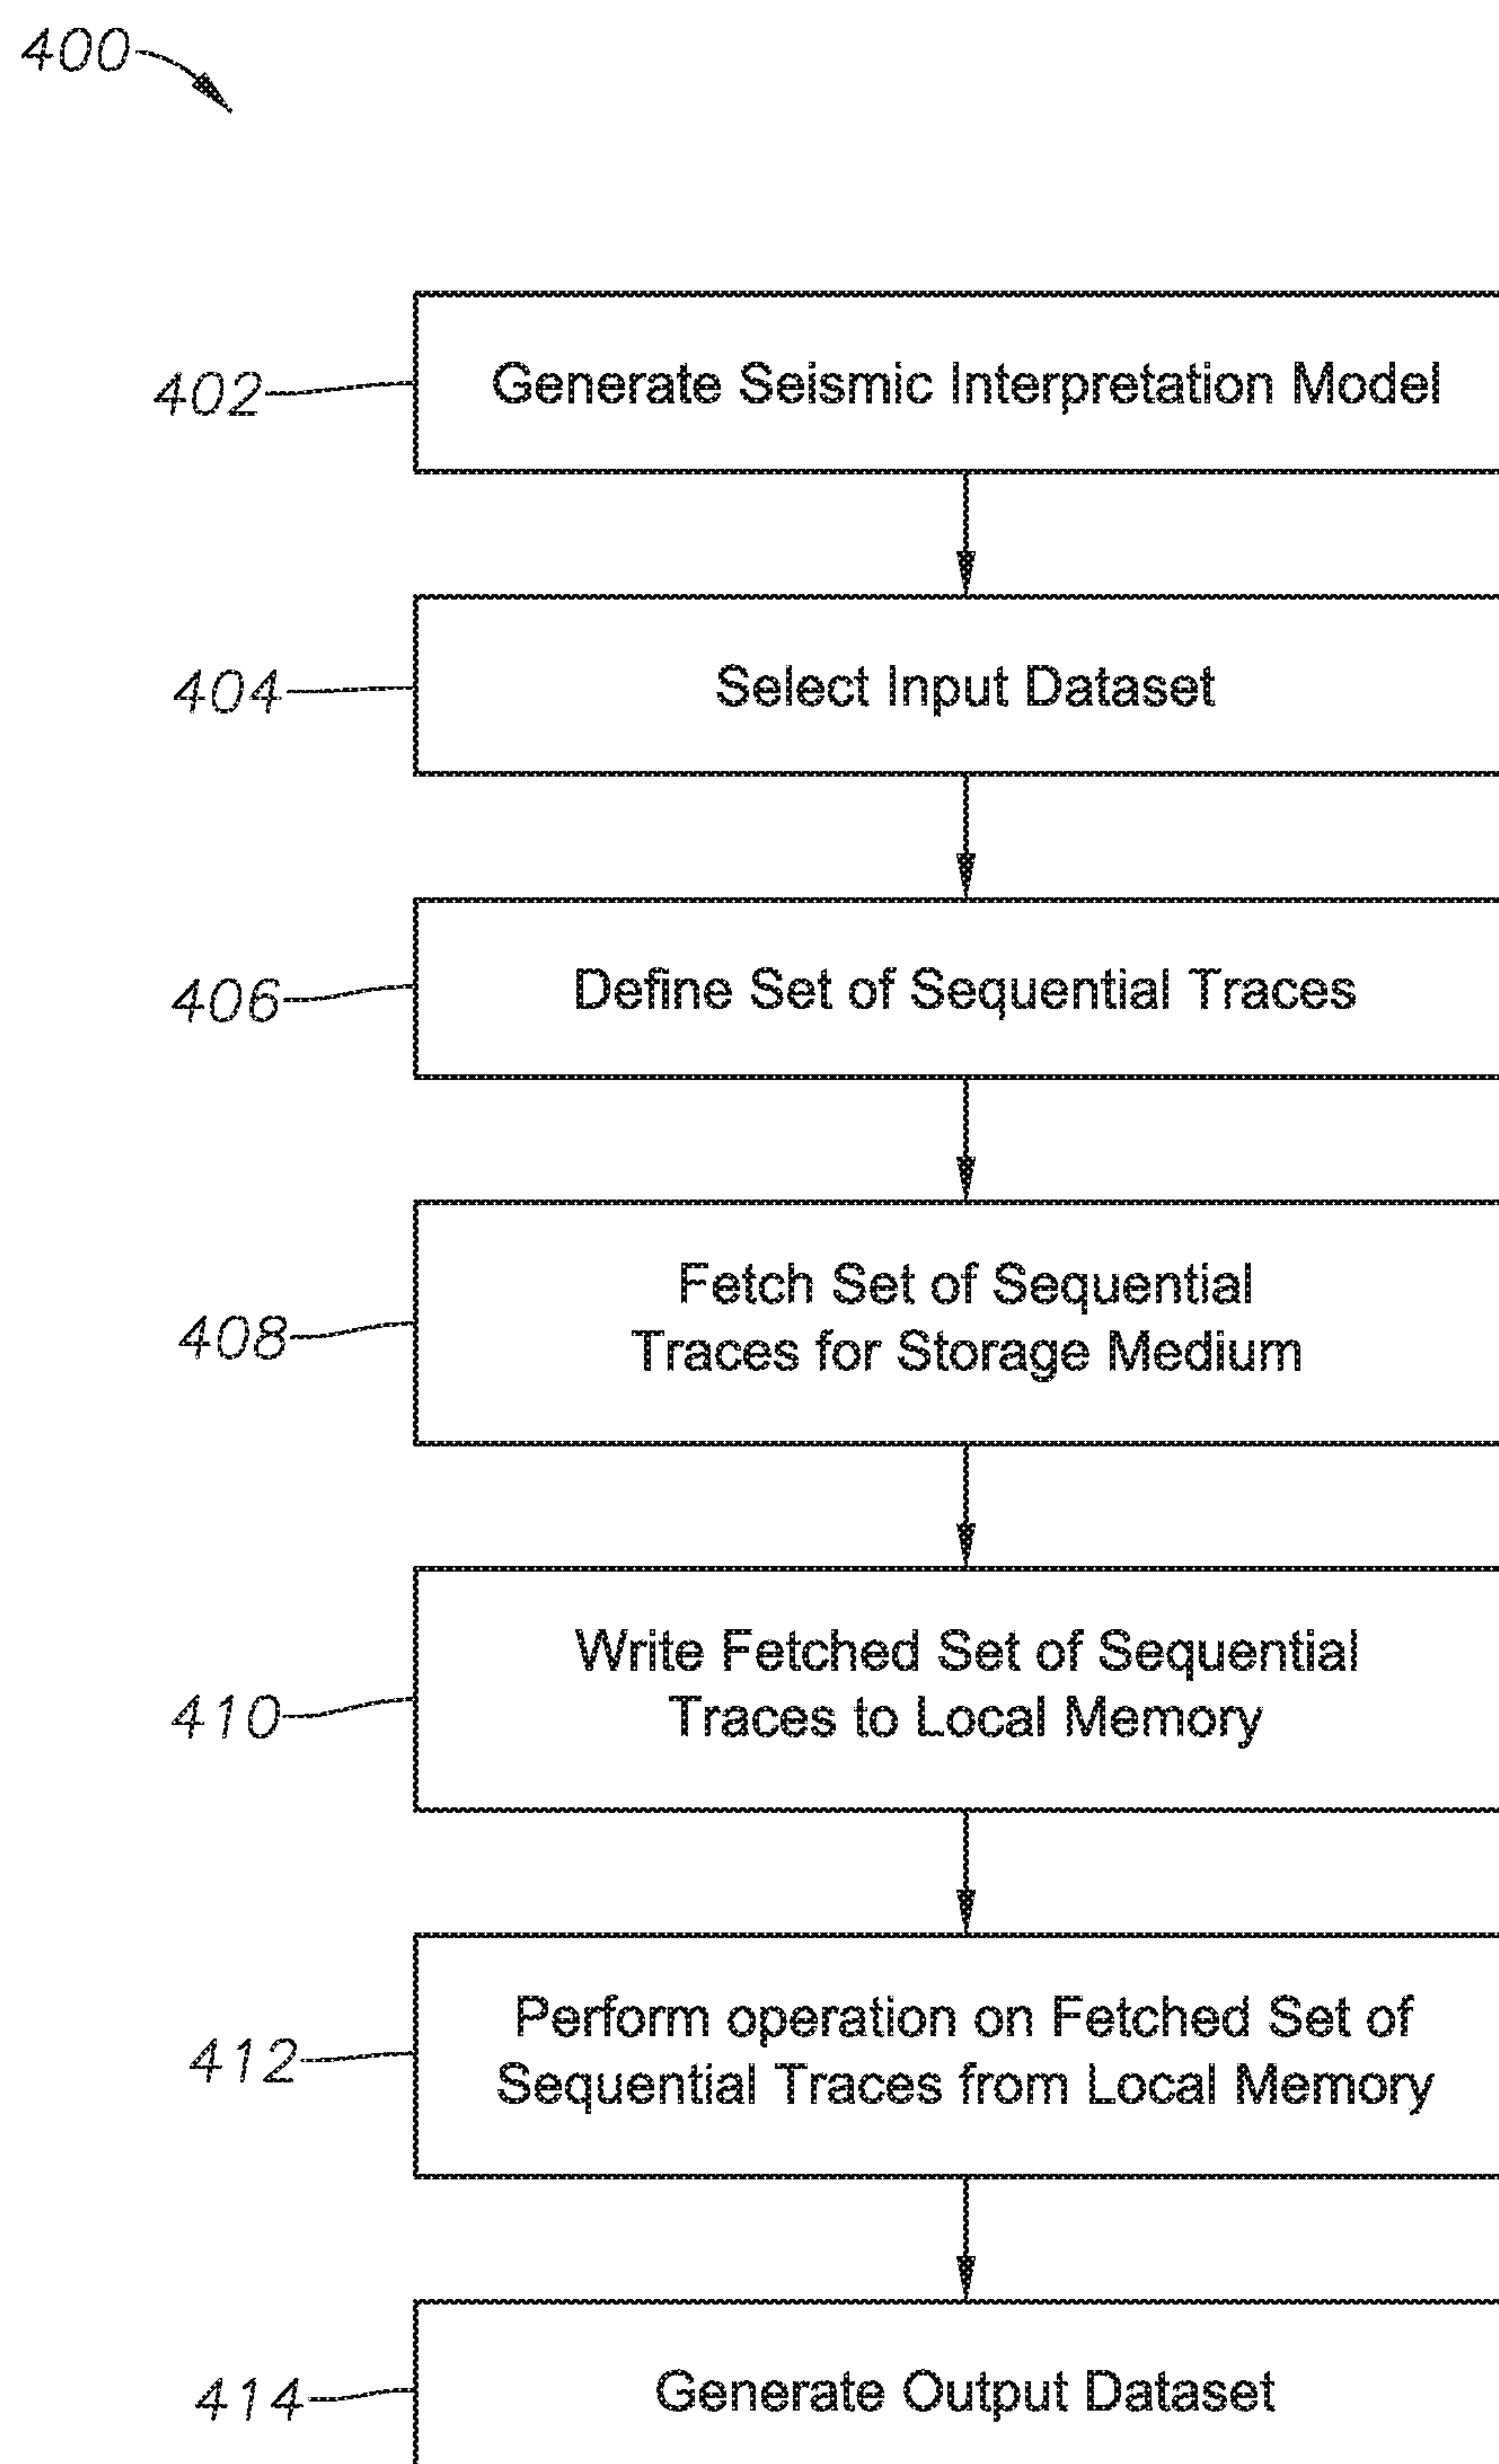 400
402 Generate Seismic Interpretation Model
404 Select Input Dataset
406 Define Set of Sequential Traces
408 Fetch Set of Sequential
Traces for Storage Medium
410 Write Fetched Set of Sequential
Traces to Local Memory
412 Perform operation on Fetched Set of
Sequential Traces from Local Memory
414 Generate Output Dataset